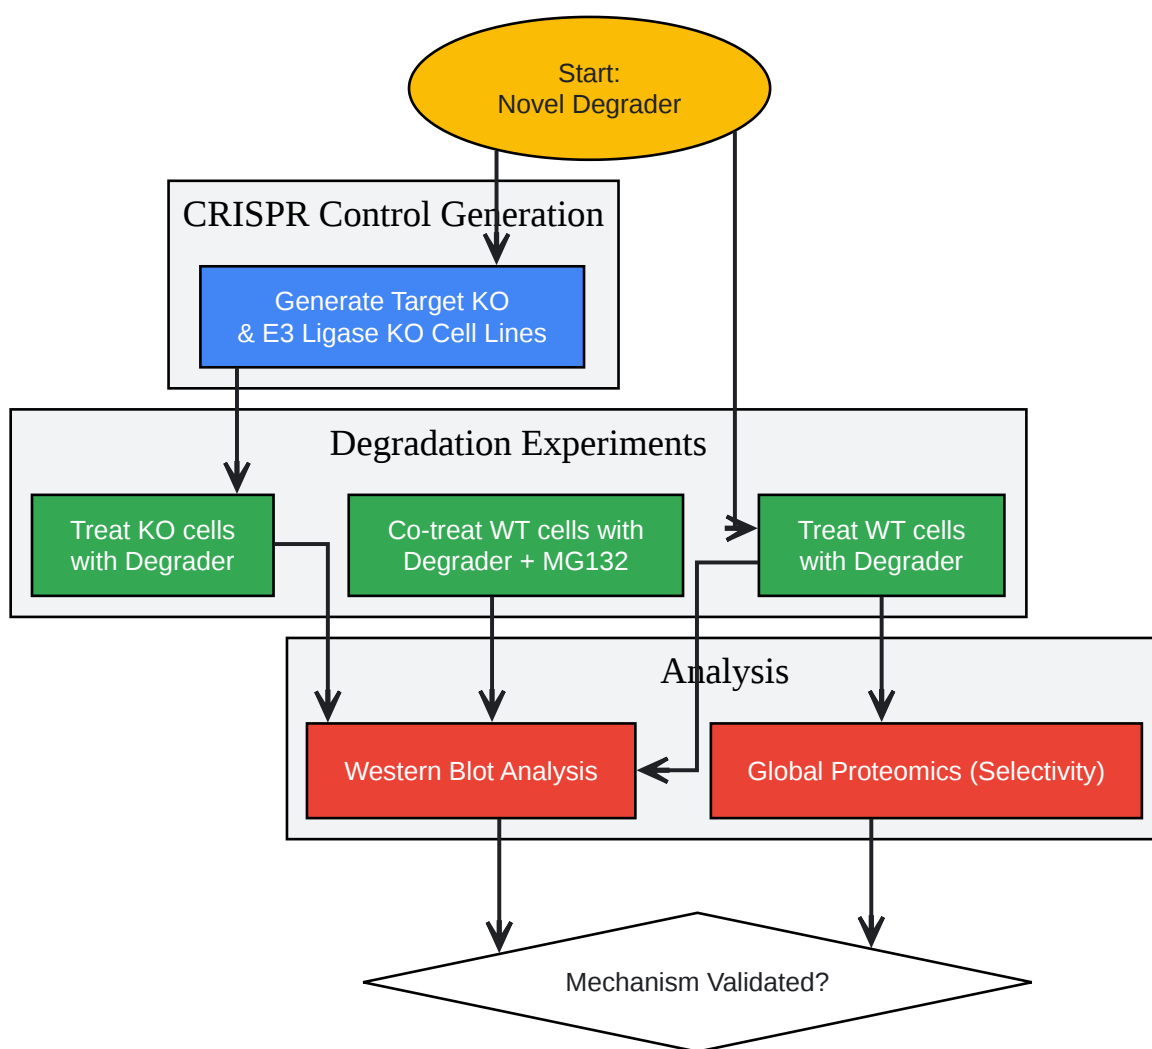 Start:
Novel Degrader
CRISPR Control Generation
Generate Target KO
& E3 Ligase KO Cell Lines
Degradation Experiments
Treat KO cells
with Degrader
Co-treat WT cells with
Degrader + MG132
Treat WT cells
with Degrader
Analysis
Western Blot Analysis
Global Proteomics (Selectivity)
Mechanism Validated?